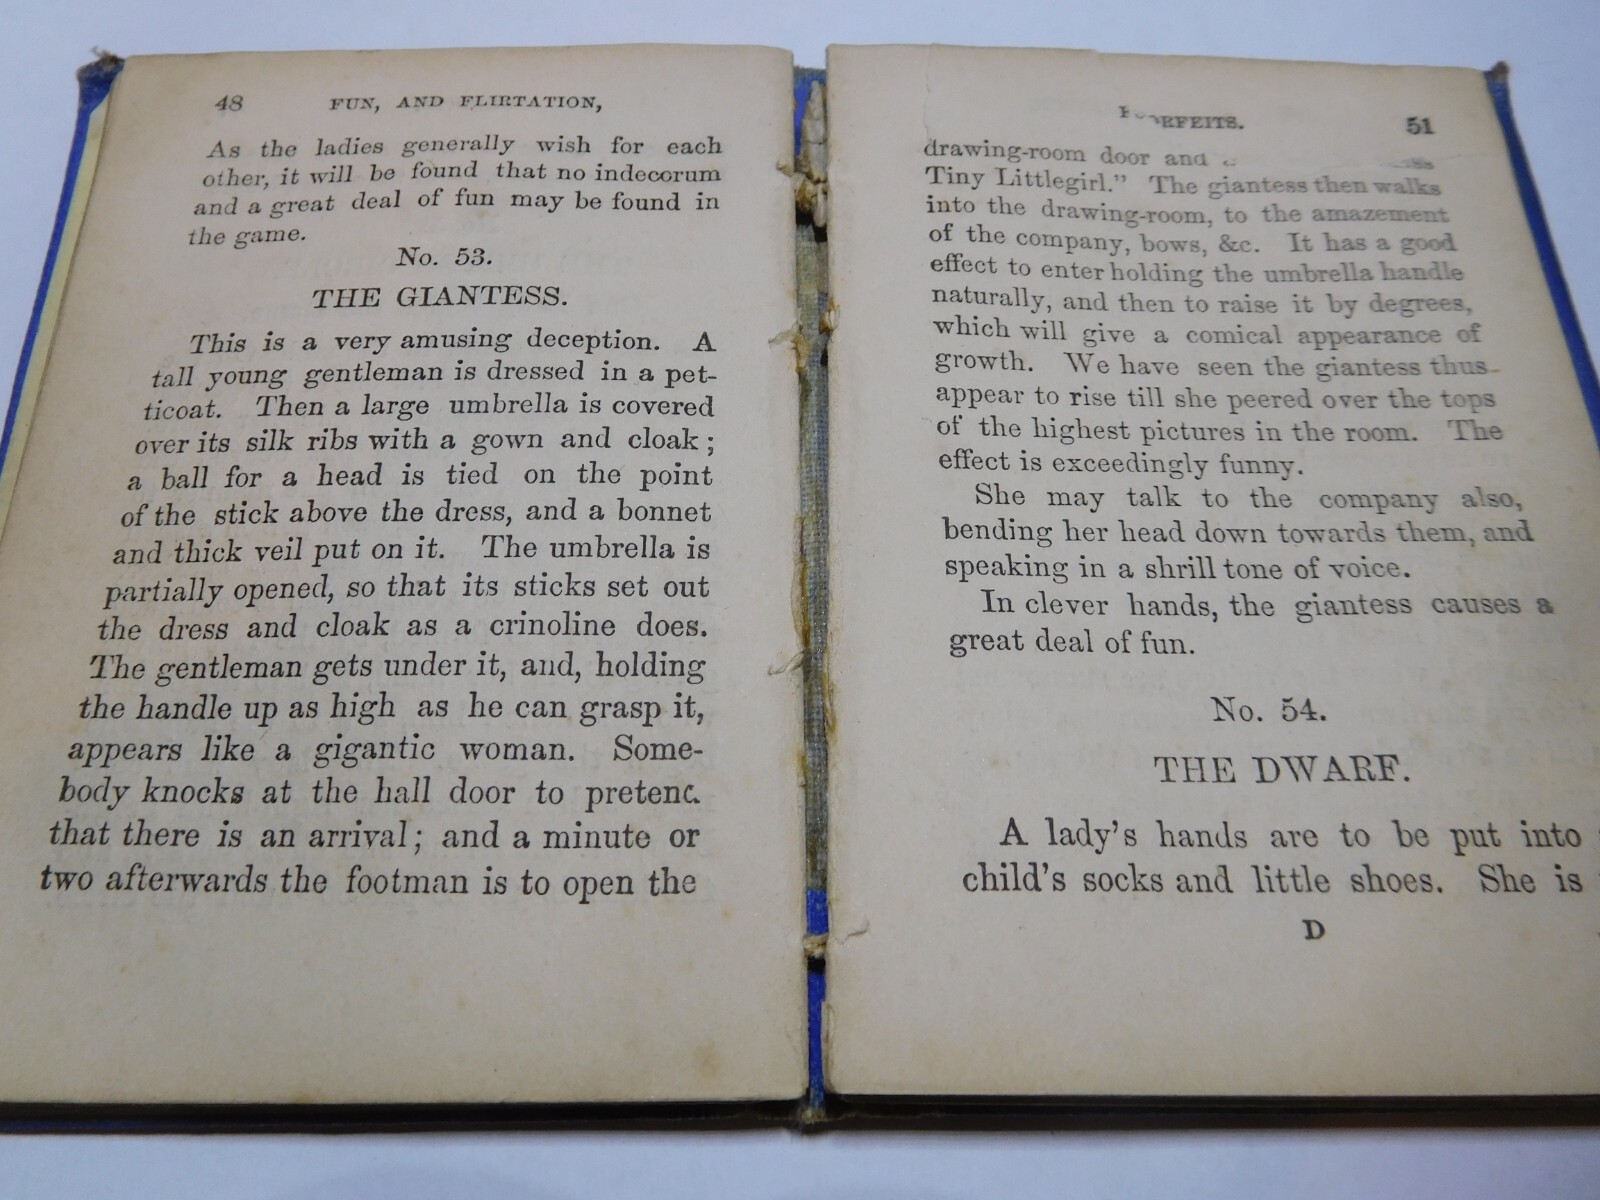 48 FUN, AND FLIRTATION,
As the ladies generally wish for each
other, it will be found that no indecorum
and a great deal of fun may be found in
the game.
No. 53.
THE GIANTESS.
This is a very amusing deception. A
tall young gentleman is dressed in a pet-
ticoat. Then a large umbrella is covered
over its silk ribs with a gown and cloak;
a ball for a head is tied on the point
of the stick above the dress, and a bonnet
and thick veil put on it. The umbrella is
partially opened, so that its sticks set out
the dress and cloak as a crinoline does.
The gentleman gets under it, and, holding
the handle up as high as he can grasp it,
appears like a gigantic woman. Some-
body knocks at the hall door to pretend
that there is an arrival; and a minute or
two afterwards the footman is to open the
51
drawing-room door and
Tiny Littlegirl." The giantess then walks
into the drawing-room, to the amazement
of the company, bows, &c. It has a good
effect to enter holding the umbrella handle
naturally, and then to raise it by degrees,
which will give a comical appearance of
growth. We have seen the giantess thus
appear to rise till she peered over the tops
of the highest pictures in the room. The
effect is exceedingly funny.
She may talk to the company also,
bending her head down towards them, and
speaking in a shrill tone of voice.
In clever hands, the giantess causes a
great deal of fun.
No. 54.
THE DWARF.
A lady's hands are to be put into
child's socks and little shoes. She is
D